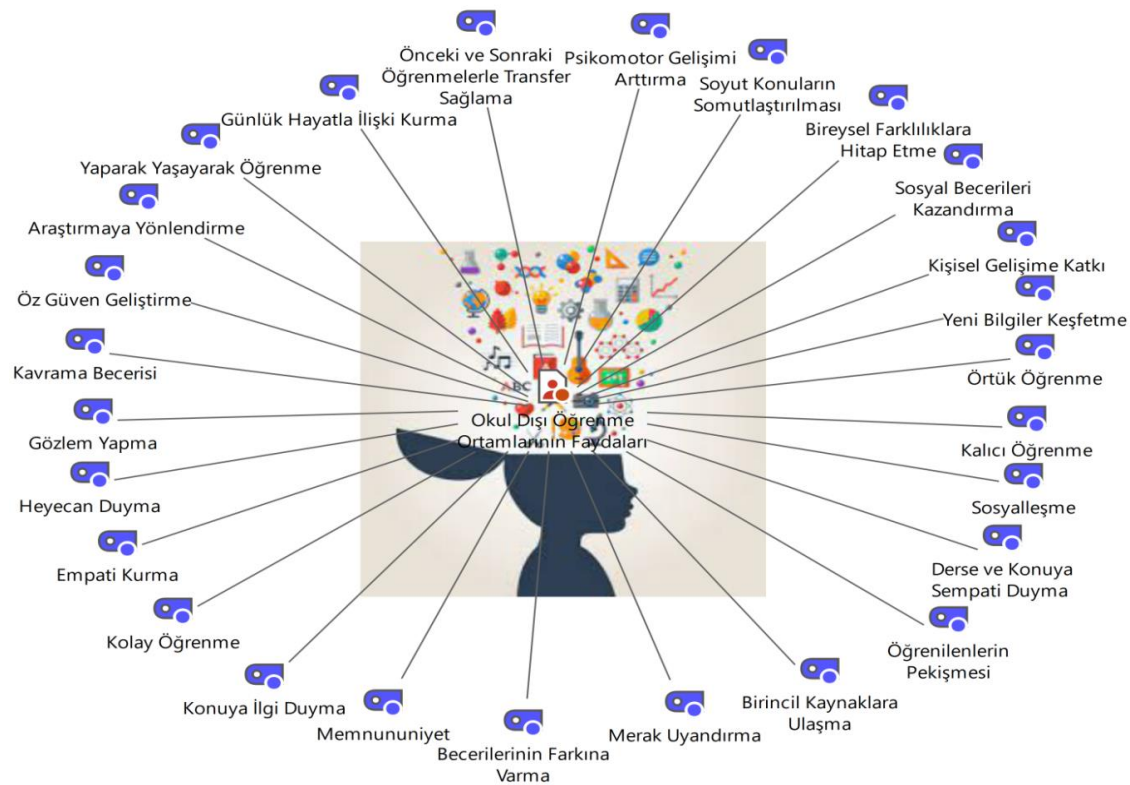 Önceki ve Sonraki
Öğrenmelerle Transfer
Sağlama
Psikomotor Gelişimi
Arttırma
Soyut Konuların
Somutlaştırılması
Günlük Hayatla İlişki Kurma
Bireysel Farklılıklara
Hitap Etme
Yaparak Yaşayarak Öğrenme
Sosyal Becerileri
Kazandırma
Araştırmaya Yönlendirme
Kişisel Gelişime Katkı
Öz Güven Geliştirme
Yeni Bilgiler Keşfetme
Kavrama Becerisi
Örtük Öğrenme
ABC
Okul Dışı Öğrenme
Ortamlarının Faydaları
Gözlem Yapma
Kalıcı Öğrenme
Heyecan Duyma
Sosyalleşme
Empati Kurma
Derse ve Konuya
Sempati Duyma
Kolay Öğrenme
Öğrenilenlerin
Pekişmesi
Konuya İlgi Duyma
Birincil Kaynaklara
Ulaşma
Memnununiyet
Merak Uyandırma
Becerilerinin Farkına
Varma